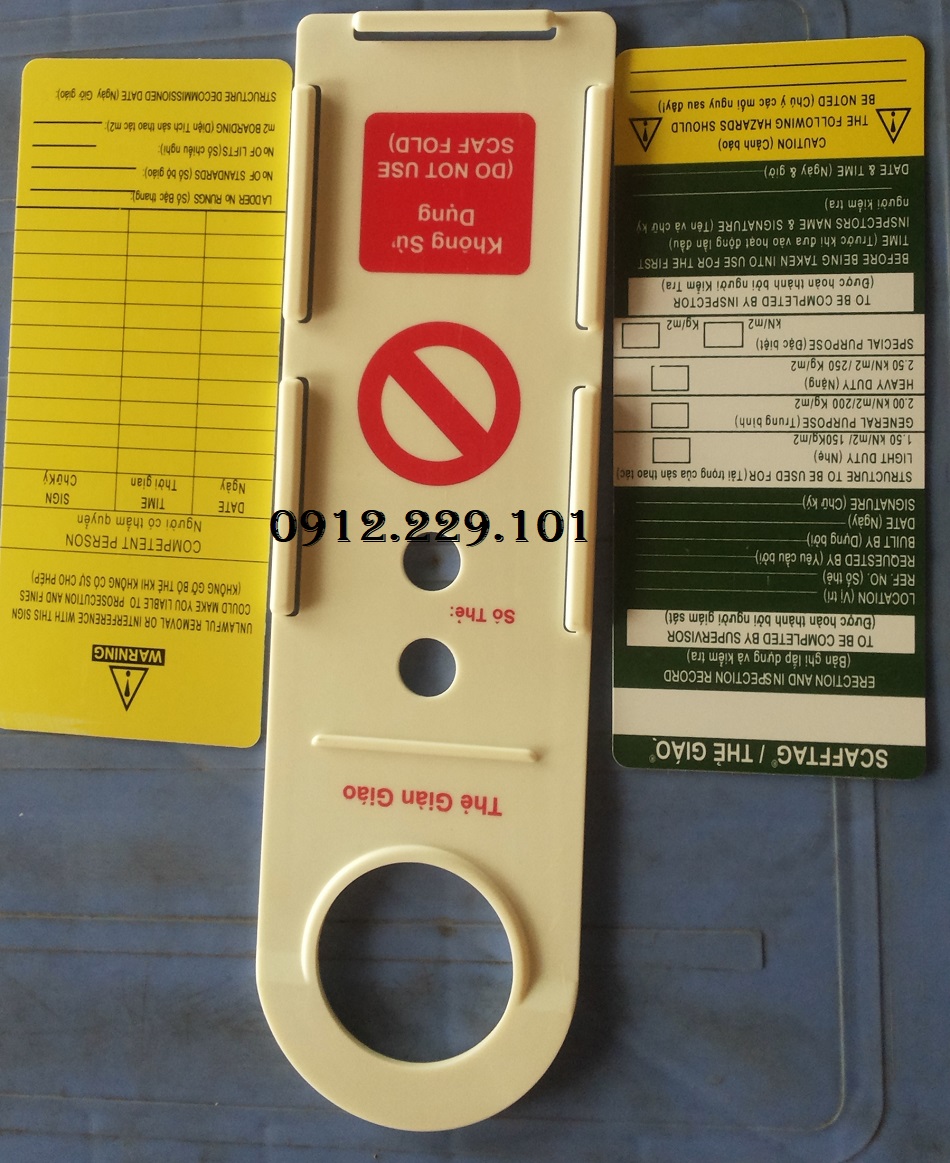 Thẻ Giàn Giáo
Số Thẻ:
Không Sử
Dụng
(DO NOT USE
SCAF FOLD)
0912.229.101
SCAFFTAG® / THẺ GIÁO®
ERECTION AND INSPECTION RECORD
(Bản ghi lắp dựng và kiểm tra)
TO BE COMPLETED BY SUPERVISOR
(Được hoàn thành bởi người giám sát)
LOCATION (Vị trí)
REF. NO. (Số thẻ)
REQUESTED BY (Yêu cầu bởi)
BUILT BY (Dựng bởi)
DATE (Ngày)
SIGNATURE (Chữ ký)
STRUCTURE TO BE USED FOR (Tải trọng của sàn thao tác)
LIGHT DUTY (Nhẹ)
1.50 kN/m2/ 150Kg/m2
GENERAL PURPOSE (Trung bình)
2.00 kN/m2/200 Kg/m2
HEAVY DUTY (Nặng)
2.50 kN/m2 /250 Kg/m2
SPECIAL PURPOSE (Đặc biệt)
kN/m2 Kg/m2
TO BE COMPLETED BY INSPECTOR
(Được hoàn thành bởi người Kiểm Tra)
BEFORE BEING TAKEN INTO USE FOR THE FIRST
TIME (Trước khi đưa hoạt động lần đầu)
INSPECTORS NAME & SIGNATURE (Tên và chữ ký
người kiểm tra)
DATE & TIME (Ngày & giờ)
CAUTION (Cảnh báo)
THE FOLLOWING HAZARDS SHOULD
BE NOTED (Chú ý các mối nguy sau đây!)
WARNING
UNLAWFUL REMOVAL OR INTERFERENCE WITH THIS SIGN
COULD MAKE YOU LIABLE TO PROSECUTION AND FINES
(KHÔNG GỠ BỎ THẺ KHI KHÔNG CÓ SỰ CHO PHÉP)
COMPETENT PERSON
Người có thẩm quyền
DATE TIME SIGN
Ngày Thời gian Chữ Ký
LADDER No RUNGS (Số Bậc thang):
No OF STANDARDS (Số bộ giáo):
No OF LIFTS (Số chiều nghỉ)
m2 BOARDING (Diện Tích sàn thao tác m2):
STRUCTURE DECOMMISSIONED DATE (Ngày Giở giáo):